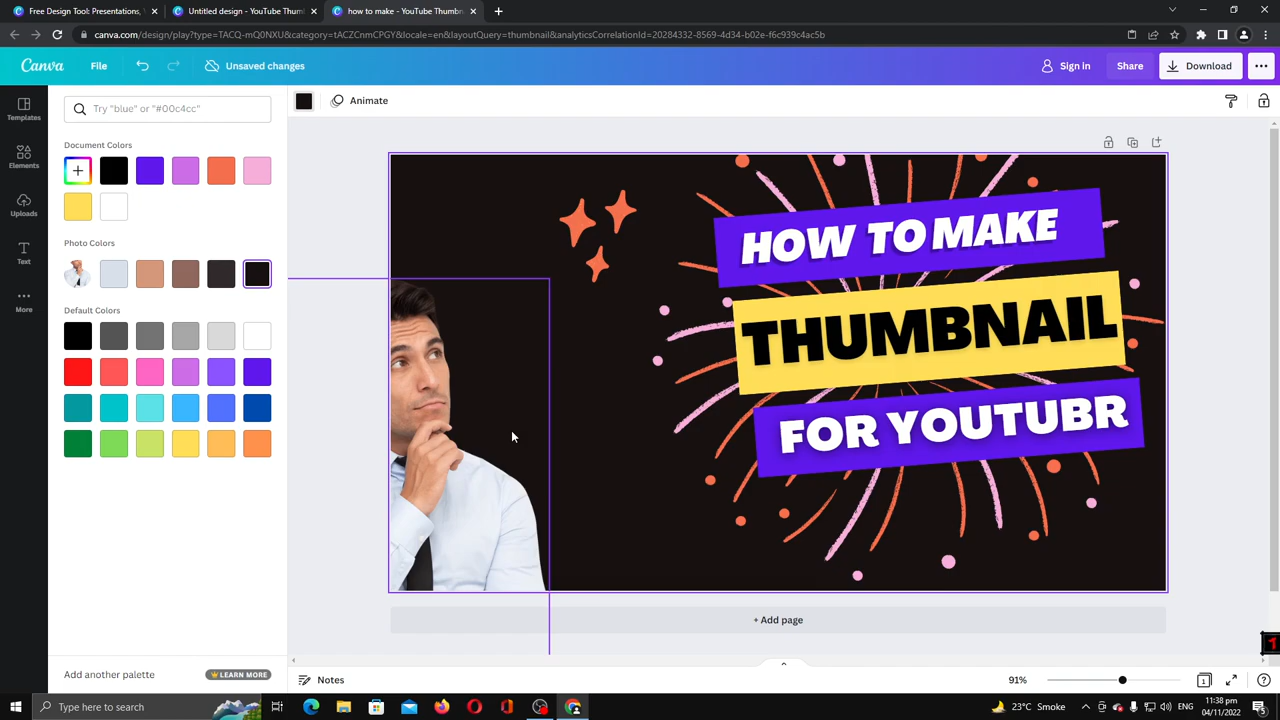 Free Design Tool: Presentations,
Untitled design - YouTube Thumb
how to make - YouTube Thumbn
canva.com/design/play?type=TACQ-mQ0NXU&category=tACZCnmCPGY&locale=en&layoutQuery=thumbnail&analyticsCorrelationId=20284332-8569-4d34-b02e-f6c939c4ac5b
Canva
File
Unsaved changes
Sign in
Share
Download
Templates
Elements
Uploads
Text
More
Try "blue" or "#00c4cc"
Document Colors
Photo Colors
Default Colors
Add another palette
LEARN MORE
Animate
HOW TO MAKE
THUMBNAIL
FOR YOUTUBR
+ Add page
Notes
91%
1
1
Type here to search
23°C Smoke
ENG
11:38 pm
04/11/2022